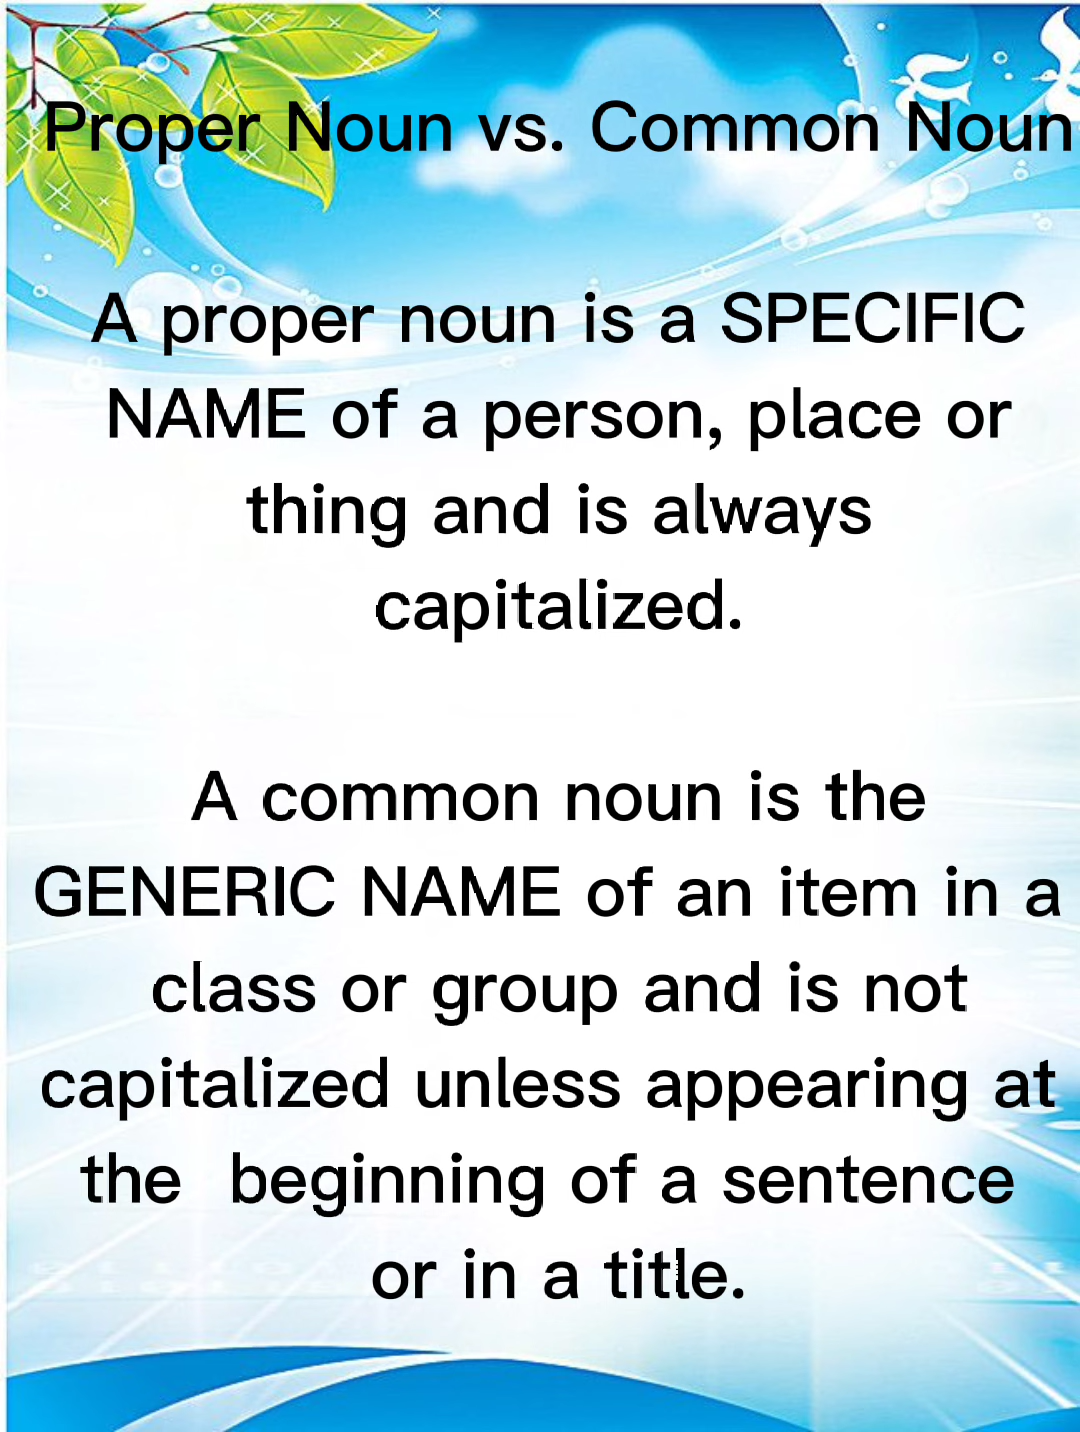 Proper Noun vs. Common Noun
A proper noun is a SPECIFIC
NAME of a person, place or
thing and is always
capitalized.
A common noun is the
GENERIC NAME of an item in a
class or group and is not
capitalized unless appearing at
the  beginning of a sentence
or in a title.